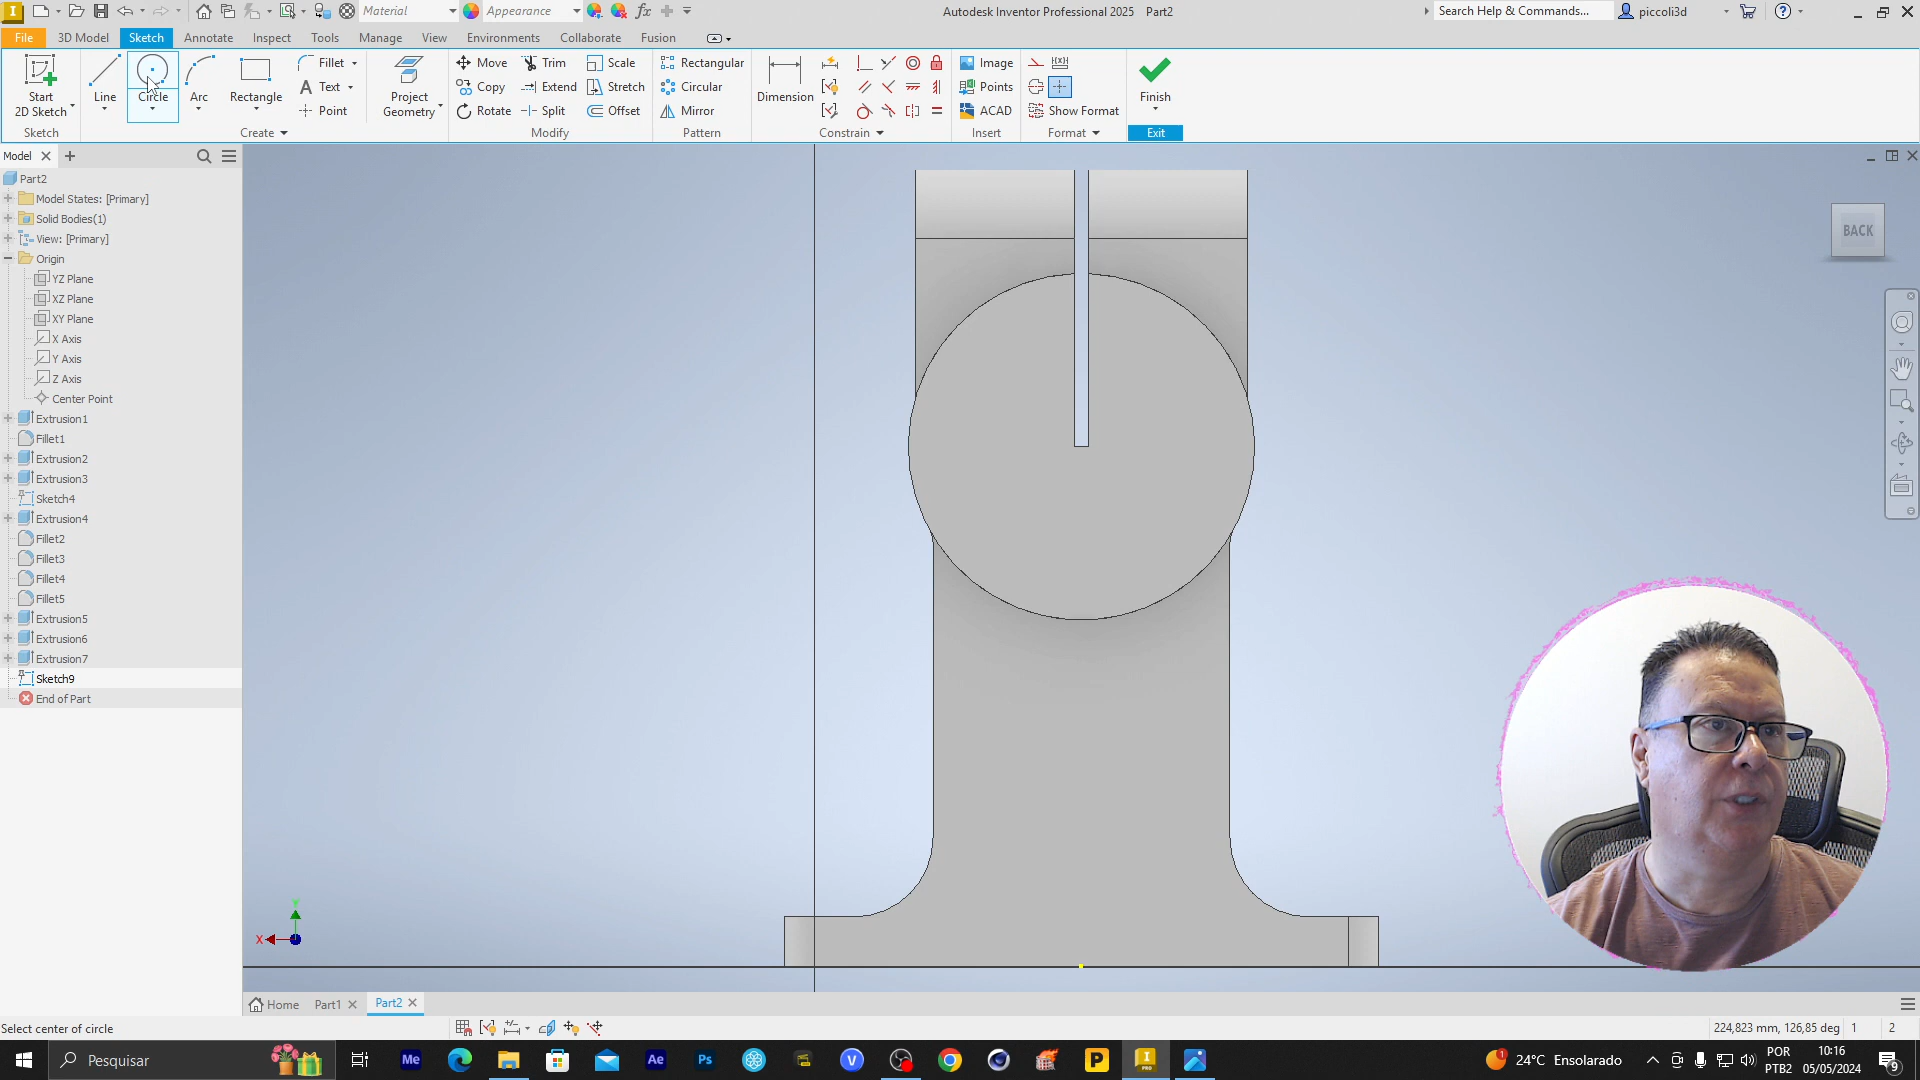 Material
Appearance
Autodesk Inventor Professional 2025 Part2
Search Help & Commands...
piccoli3d
File
3D Model
Sketch
Annotate
Inspect
Tools
Manage
View
Environments
Collaborate
Fusion
Start
2D Sketch
Line
Circle
Arc
Rectangle
Fillet
Text
Point
Project
Geometry
Move
Copy
Rotate
Trim
Extend
Split
Scale
Stretch
Offset
Rectangular
Circular
Mirror
Dimension
Image
Points
ACAD
Show Format
Finish
Sketch
Create
Modify
Pattern
Constrain
Insert
Format
Exit
Model
Part2
Model States: [Primary]
Solid Bodies(1)
View: [Primary]
Origin
YZ Plane
XZ Plane
XY Plane
X Axis
Y Axis
Z Axis
Center Point
Extrusion1
Fillet1
Extrusion2
Extrusion3
Sketch4
Extrusion4
Fillet2
Fillet3
Fillet4
Fillet5
Extrusion5
Extrusion6
Extrusion7
Sketch9
End of Part
BACK
Y
X
Home
Part1
Part2
Select center of circle
224,823 mm, 126,85 deg
1
2
Pesquisar
24°C Ensolarado
POR
PTB2
10:16
05/05/2024
9